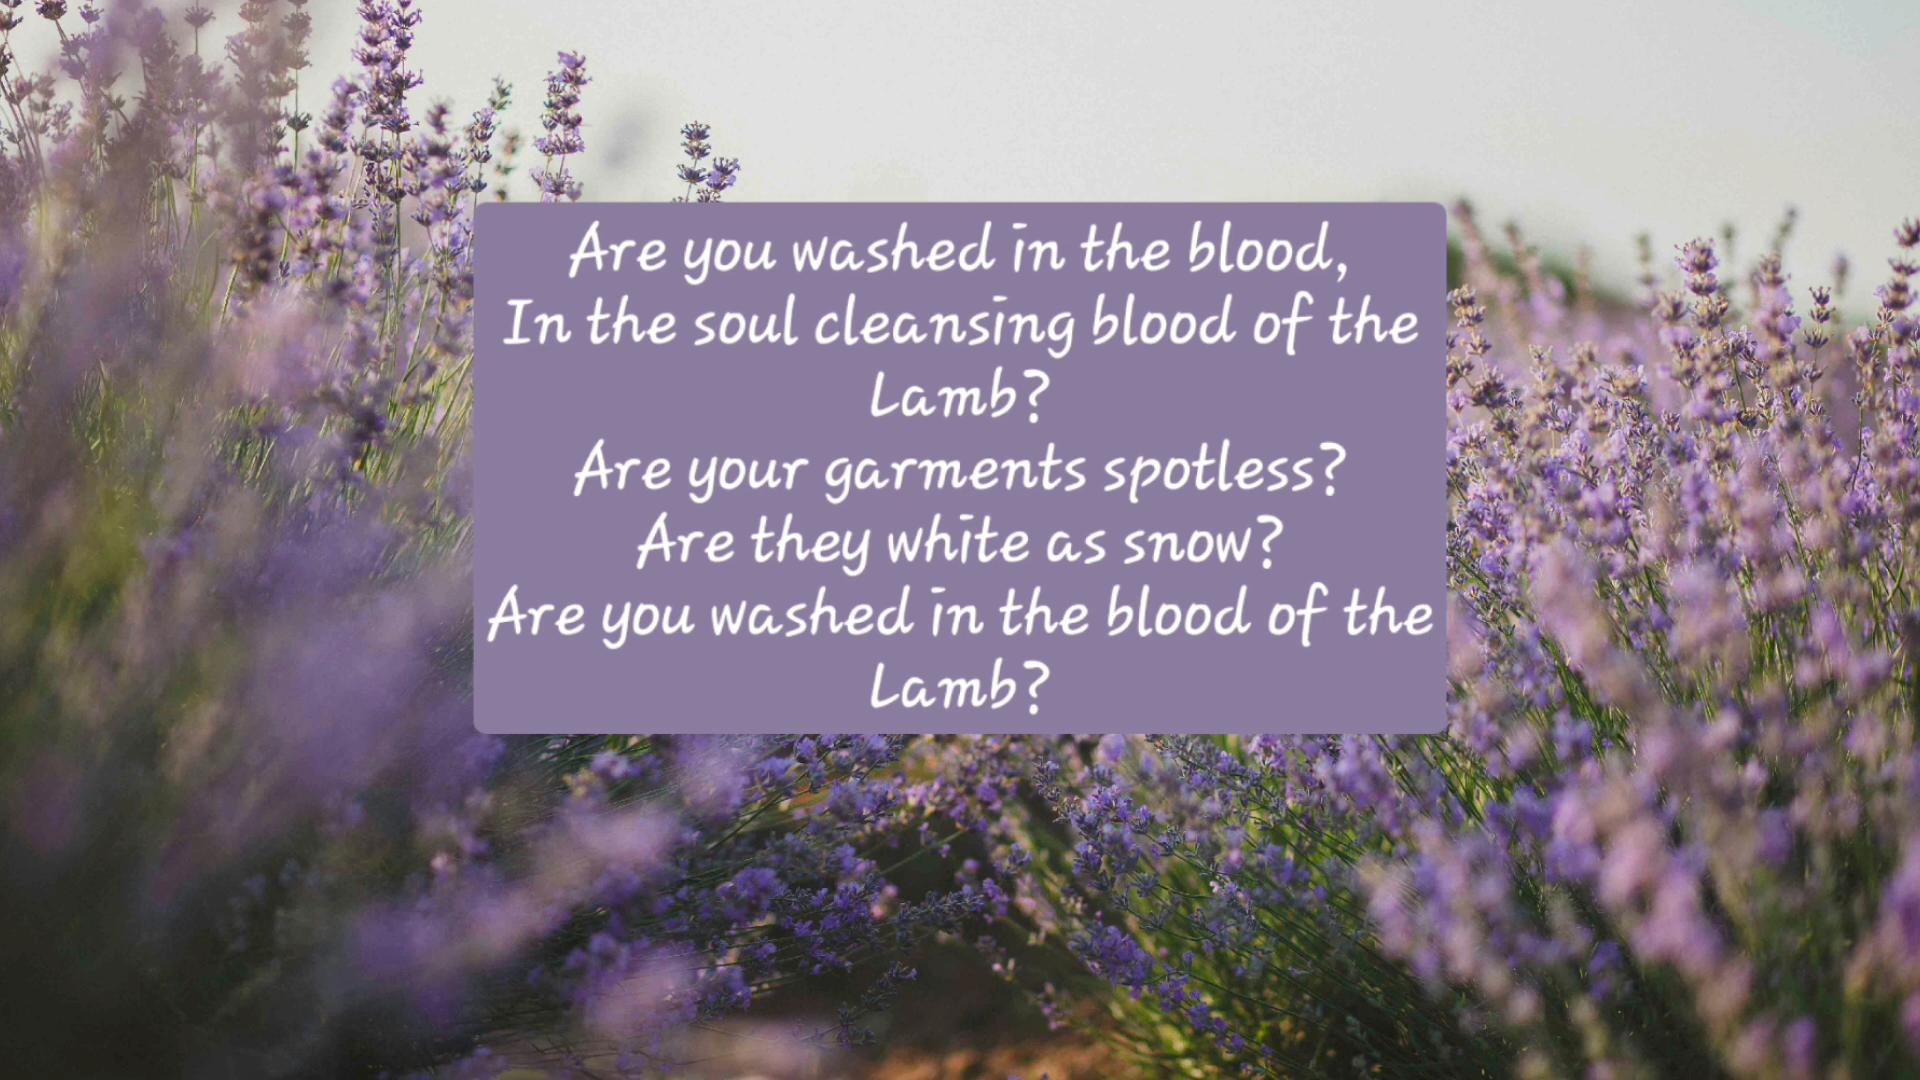 Are you washed in the blood,
In the soul cleansing blood of the
Lamb?
Are your garments spotless?
Are they white as snow?
Are you washed in the blood of the
Lamb?